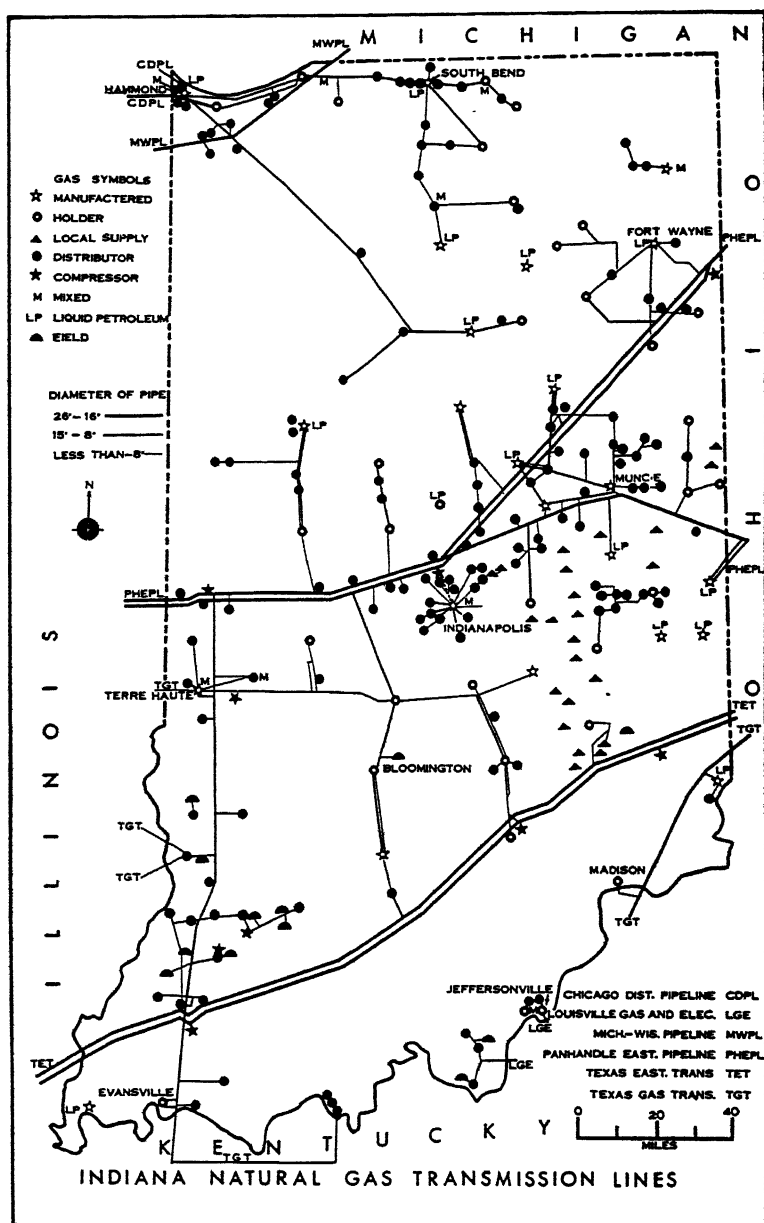 M I C H I G A N
MWPL
CDPL
M LP
HAMMOND
CDPL
MWPL
M
SOUTH BEND
LP
M
M
LP
LP
M
FORT WAYNE
LP
PHEPL
GAS SYMBOLS
MANUFACTERED
HOLDER
LOCAL SUPPLY
DISTRIBUTOR
COMPRESSOR
M MIXED
LP LIQUID PETROLEUM
EIELD
LP
DIAMETER OF PIPE
26"-16"
15"-8"
LESS THAN-8"
N
LP
LP
LP
LP
MUNC·E
LP
PHEPL
LP
LP
LP
PHEPL
M
INDIANAPOLIS
O H I O
I L L I N O I S
M
M
TGT
TERRE HAUTE
TET
TGT
LP
BLOOMINGTON
TGT
TGT
MADISON
TGT
JEFFERSONVILLE
LGE
LGE
CHICAGO DIST. PIPELINE CDPL
LOUISVILLE GAS AND ELEC. LGE
MICH.-WIS. PIPELINE MWPL
PANHANDLE EAST. PIPELINE PHEPL
TEXAS EAST. TRANS TET
TEXAS GAS TRANS. TGT
TET
EVANSVILLE
LP
0 20 40
MILES
K E N T U C K Y
TGT
INDIANA NATURAL GAS TRANSMISSION LINES